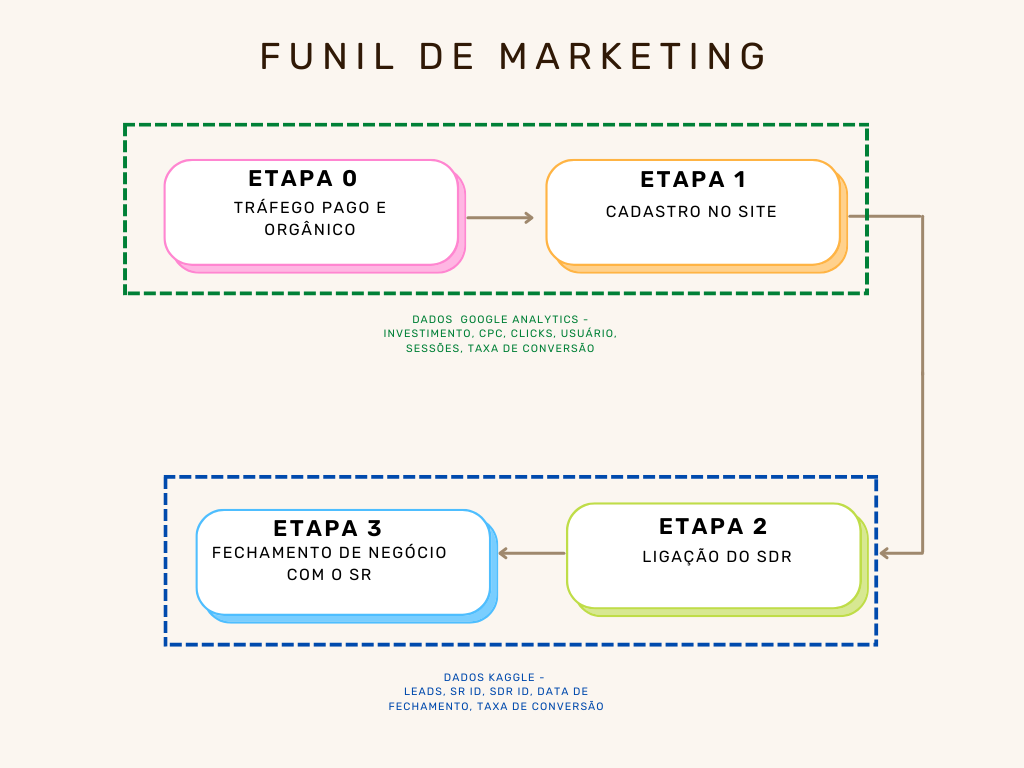 FUNIL DE MARKETING
ETAPA 0
TRÁFEGO PAGO E
ORGÂNICO
ETAPA 1
CADASTRO NO SITE
DADOS GOOGLE ANALYTICS -
INVESTIMENTO, CPC, CLICKS, USUÁRIO,
SESSÕES, TAXA DE CONVERSÃO
ETAPA 3
FECHAMENTO DE NEGÓCIO
COM O SR
ETAPA 2
LIGAÇÃO DO SDR
DADOS KAGGLE -
LEADS, SR ID, SDR ID, DATA DE
FECHAMENTO, TAXA DE CONVERSÃO